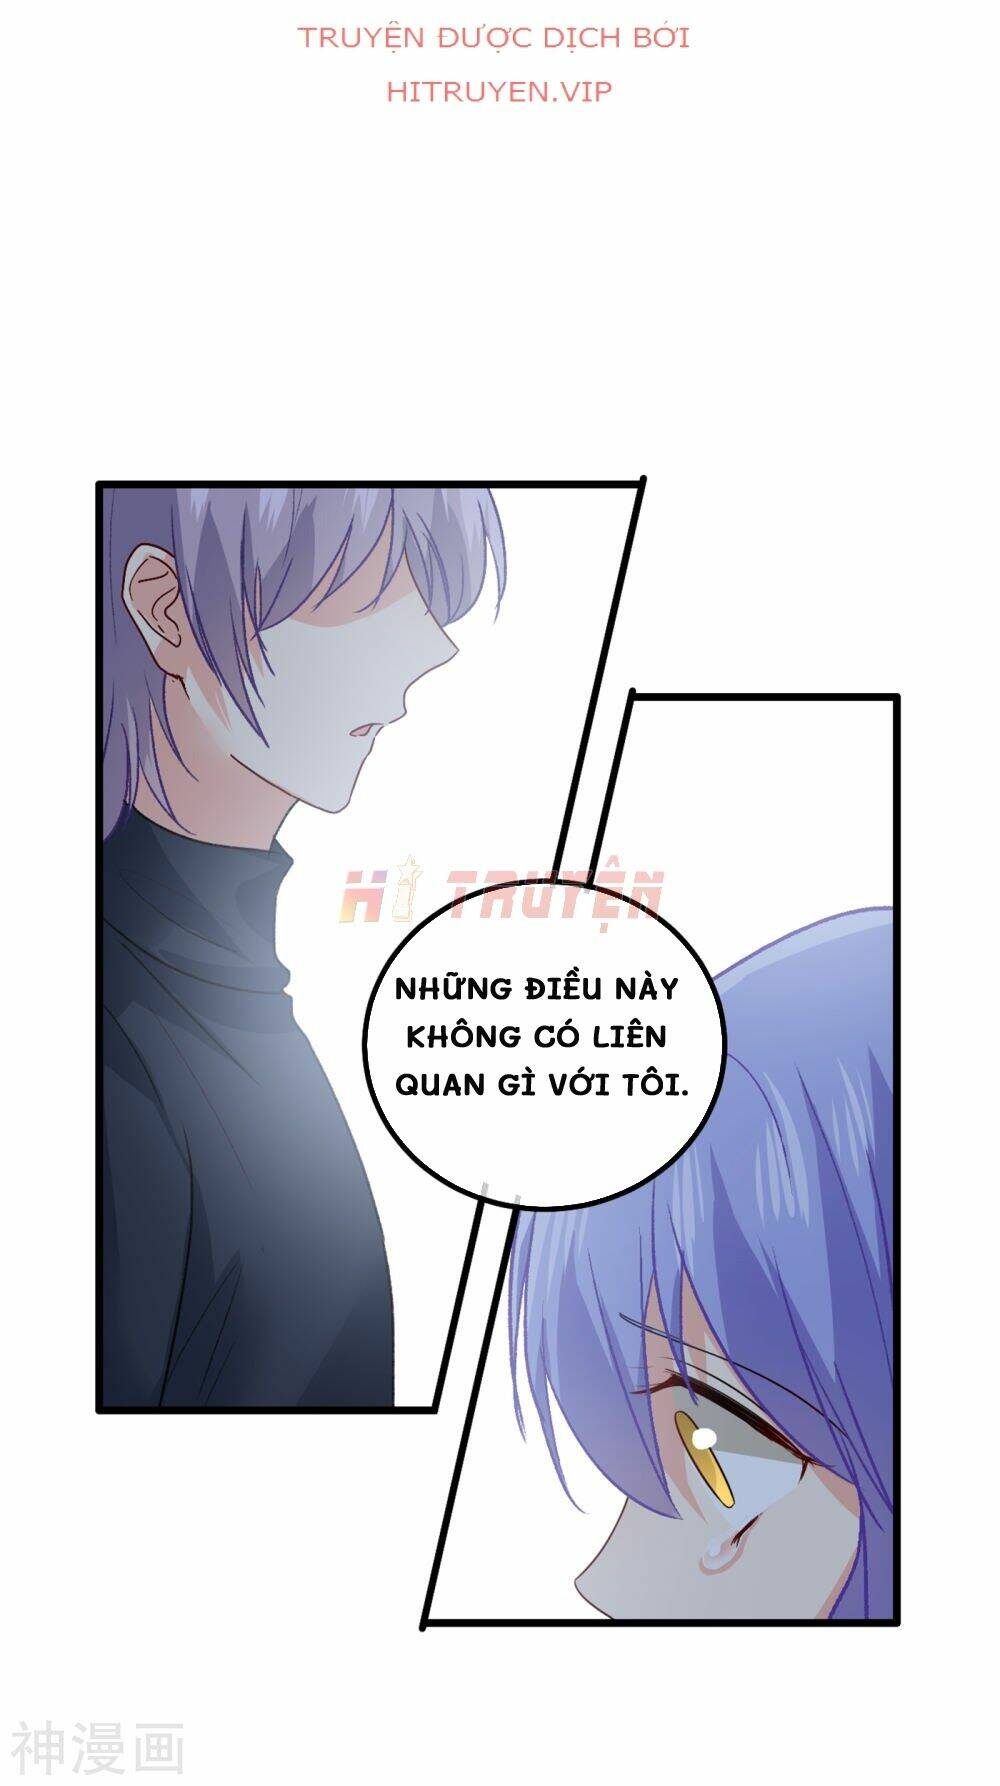 TRUYỆN ĐƯỢC DỊCH BỞI
HITRUYEN.VIP
HI TRUYỆN
NHỮNG ĐIỀU NÀY
KHÔNG CÓ LIÊN
QUAN GÌ VỚI TÔI.
神漫画